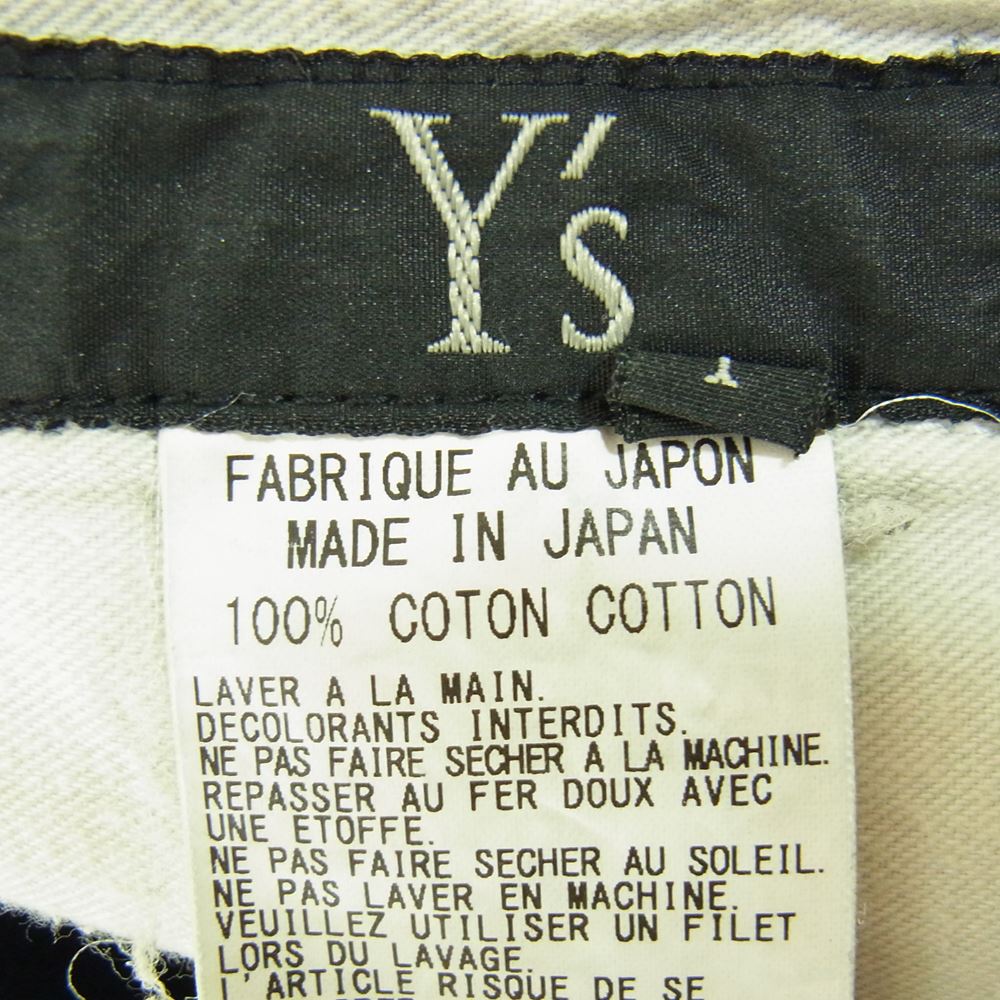 Y's
1
FABRIQUE AU JAPON
MADE IN JAPAN
100% COTON COTTON
LAVER A LA MAIN.
DECOLORANTS INTERDITS.
NE PAS FAIRE SECHER A LA MACHINE.
REPASSER AU FER DOUX AVEC
UNE ETOFFE.
NE PAS FAIRE SECHER AU SOLEIL.
NE PAS LAVER EN MACHINE.
VEUILLEZ UTILISER UN FILET
LORS DU LAVAGE.
L'ARTICLE RISQUE DE SE